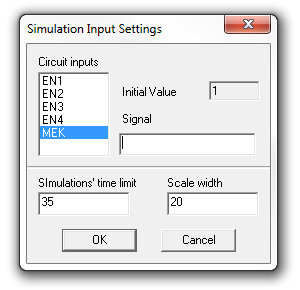 Simulation Input Settings
Circuit inputs
EN1
EN2
EN3
EN4
MEK
Initial Value
1
Signal
SImulations' time limit
35
Scale width
20
OK
Cancel